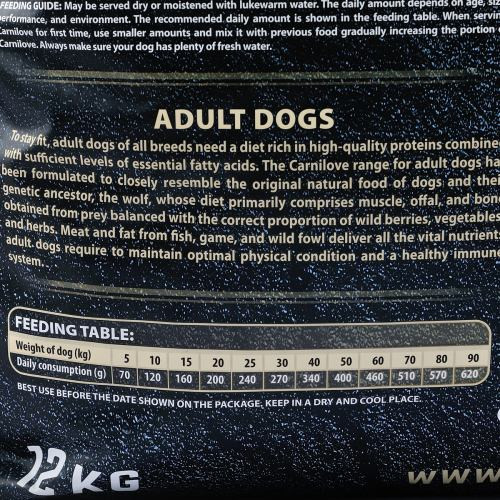 FEEDING GUIDE: May be served dry or moistened with lukewarm water. The daily amount depends on age, siz
performance, and environment. The recommended daily amount is shown in the feeding table. When servin
Carnilove for first time, use smaller amounts and mix it with previous food gradually increasing the portion o
Carnilove. Always make sure your dog has plenty of fresh water.
ADULT DOGS
To stay fit, adult dogs of all breeds need a diet rich in high-quality proteins combine
with sufficient levels of essential fatty acids. The Carnilove range for adult dogs ha
been formulated to closely resemble the original natural food of dogs and thei
genetic ancestor, the wolf, whose diet primarily comprises muscle, offal, and bon
obtained from prey balanced with the correct proportion of wild berries, vegetables
and herbs. Meat and fat from fish, game, and wild fowl deliver all the vital nutrient
adult dogs require to maintain optimal physical condition and a healthy immune
system.
FEEDING TABLE:
Weight of dog (kg) 5 10 15 20 25 30 40 50 60 70 80 90
Daily consumption (g) 70 120 160 200 240 270 340 400 460 510 570 620
BEST USE BEFORE THE DATE SHOWN ON THE PACKAGE. KEEP IN A DRY AND COOL PLACE.
12 KG
www.